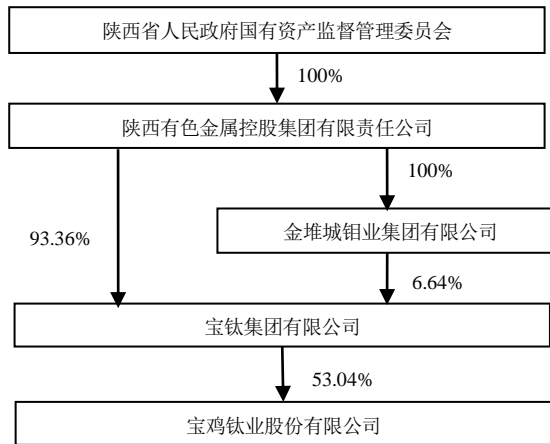 陕西省人民政府国有资产监督管理委员会
100%
陕西有色金属控股集团有限责任公司
100%
金堆城钼业集团有限公司
93.36%
6.64%
宝钛集团有限公司
53.04%
宝鸡钛业股份有限公司